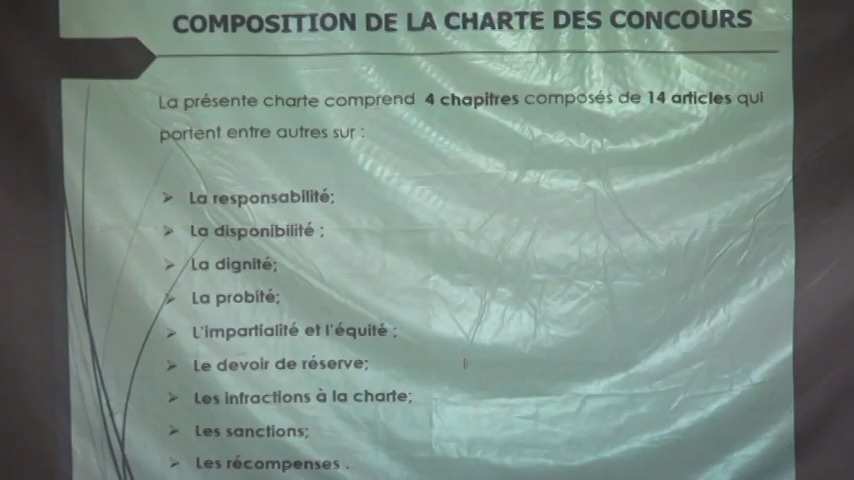 COMPOSITION DE LA CHARTE DES CONCOURS
La présente charte comprend 4 chapitres composés de 14 articles qui
portent entre autres sur :
➢ La responsabilité;
➢ La disponibilité ;
➢ La dignité;
➢ La probité;
➢ L'impartialité et l'équité ;
➢ Le devoir de réserve;
➢ Les infractions à la charte;
➢ Les sanctions;
➢ Les récompenses .